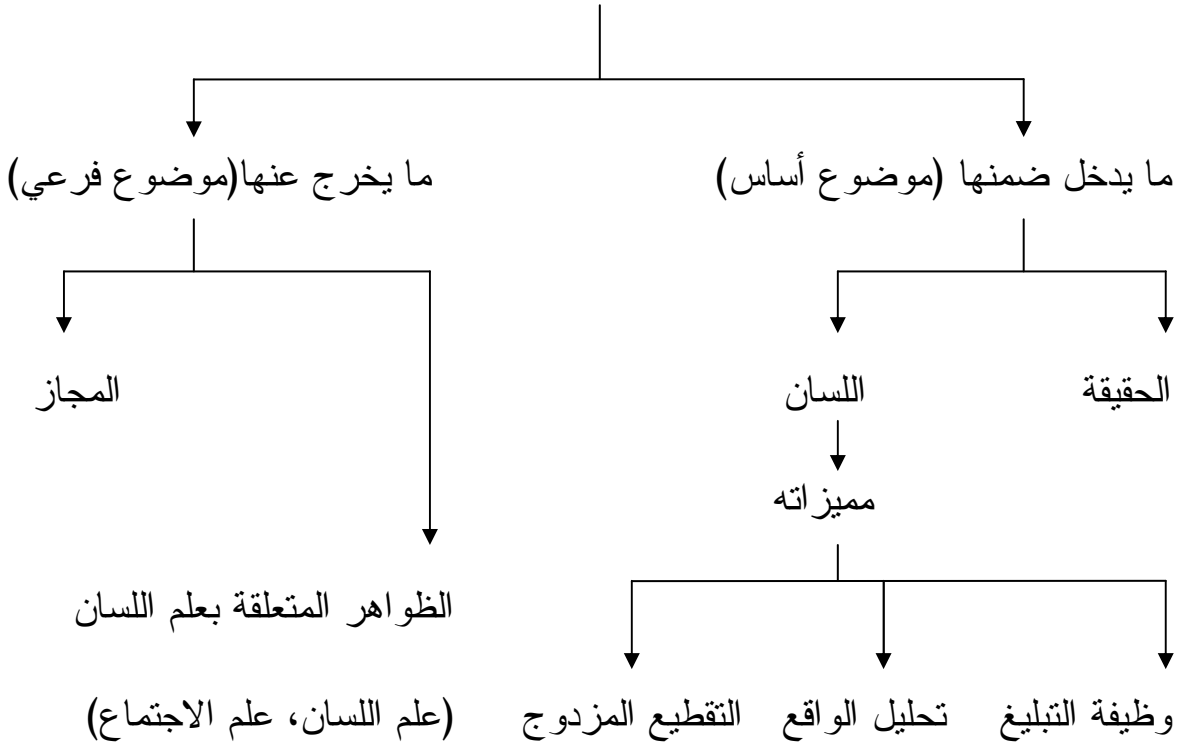 ما يدخل ضمنها (موضوع أساس) ما يخرج عنها(موضوع فرعي)
الحقيقة اللسان المجاز
مميزاته
الظواهر المتعلقة بعلم اللسان
وظيفة التبليغ تحليل الواقع التقطيع المزدوج (علم اللسان، علم الاجتماع)